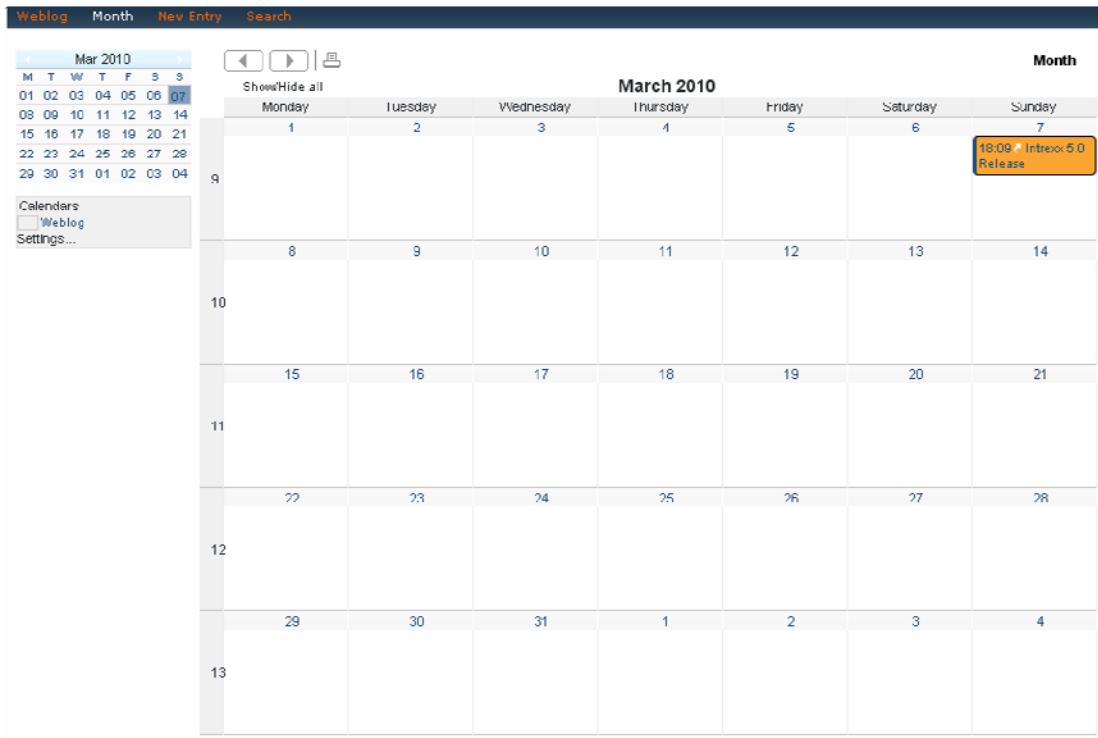 Weblog Month New Entry Search
Mar 2010
M T W T F S S
01 02 03 04 05 06 07
08 09 10 11 12 13 14
15 16 17 18 19 20 21
22 23 24 25 26 27 28
29 30 31 01 02 03 04
Calendars
Weblog
Settings...
Month
Show/Hide all
March 2010
Monday Tuesday Wednesday Thursday Friday Saturday Sunday
1 2 3 4 5 6 7
18:09 Intrexx 5.0
Release
9
8 9 10 11 12 13 14
10
15 16 17 18 19 20 21
11
22 23 24 25 26 27 28
12
29 30 31 1 2 3 4
13